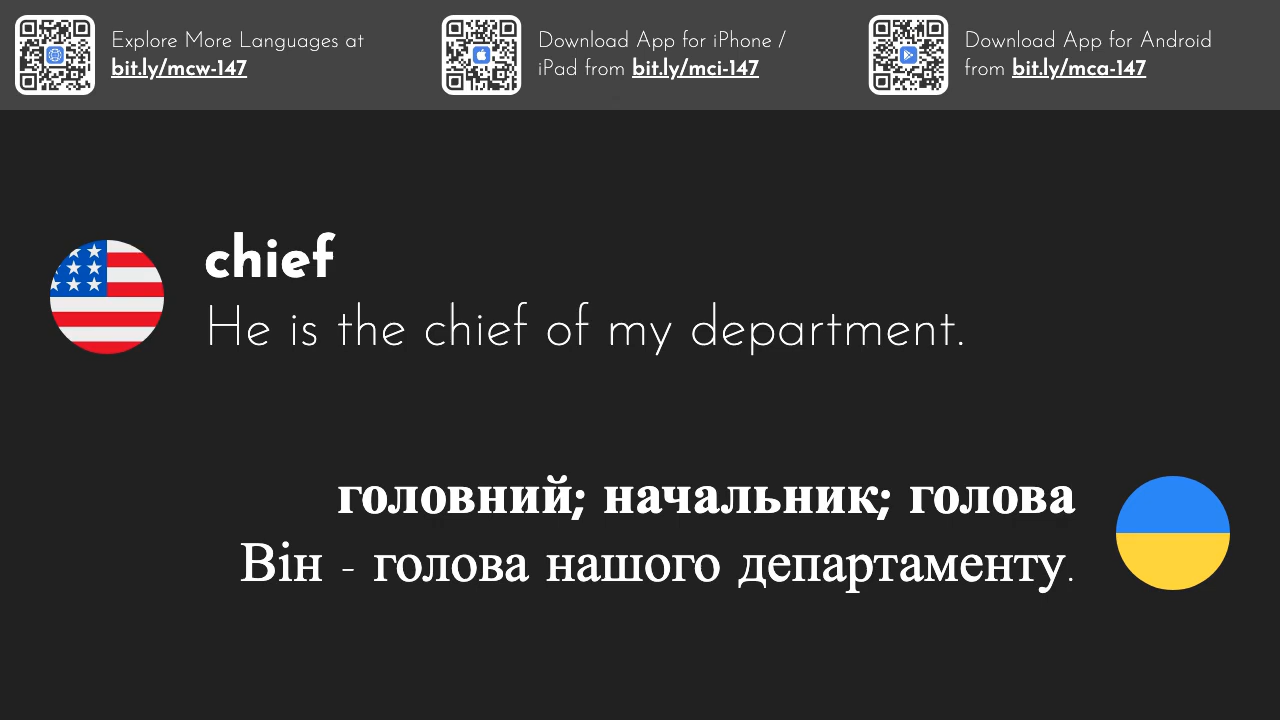 Explore More Languages at
bit.ly/mcw-147
Download App for iPhone /
iPad from bit.ly/mci-147
Download App for Android
from bit.ly/mca-147
chief
He is the chief of my department.
головний; начальник; голова
Він - голова нашого департаменту.